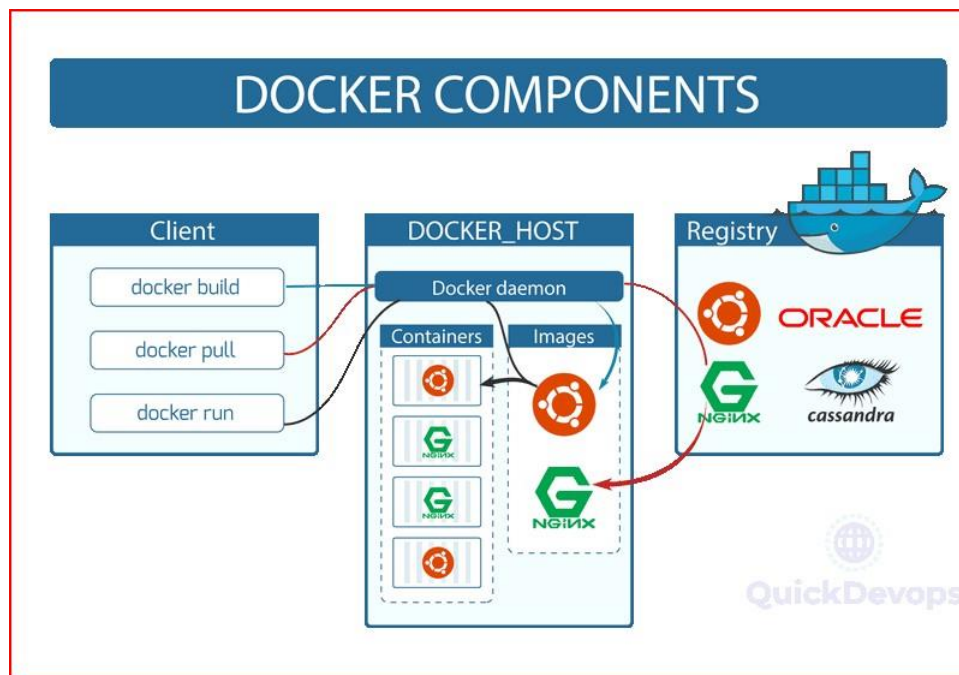 DOCKER COMPONENTS
Client
docker build
docker pull
docker run
DOCKER_HOST
Docker daemon
Containers
NGiNX
NGiNX
Images
NGiNX
Registry
ORACLE
NGiNX
cassandra
QuickDevops